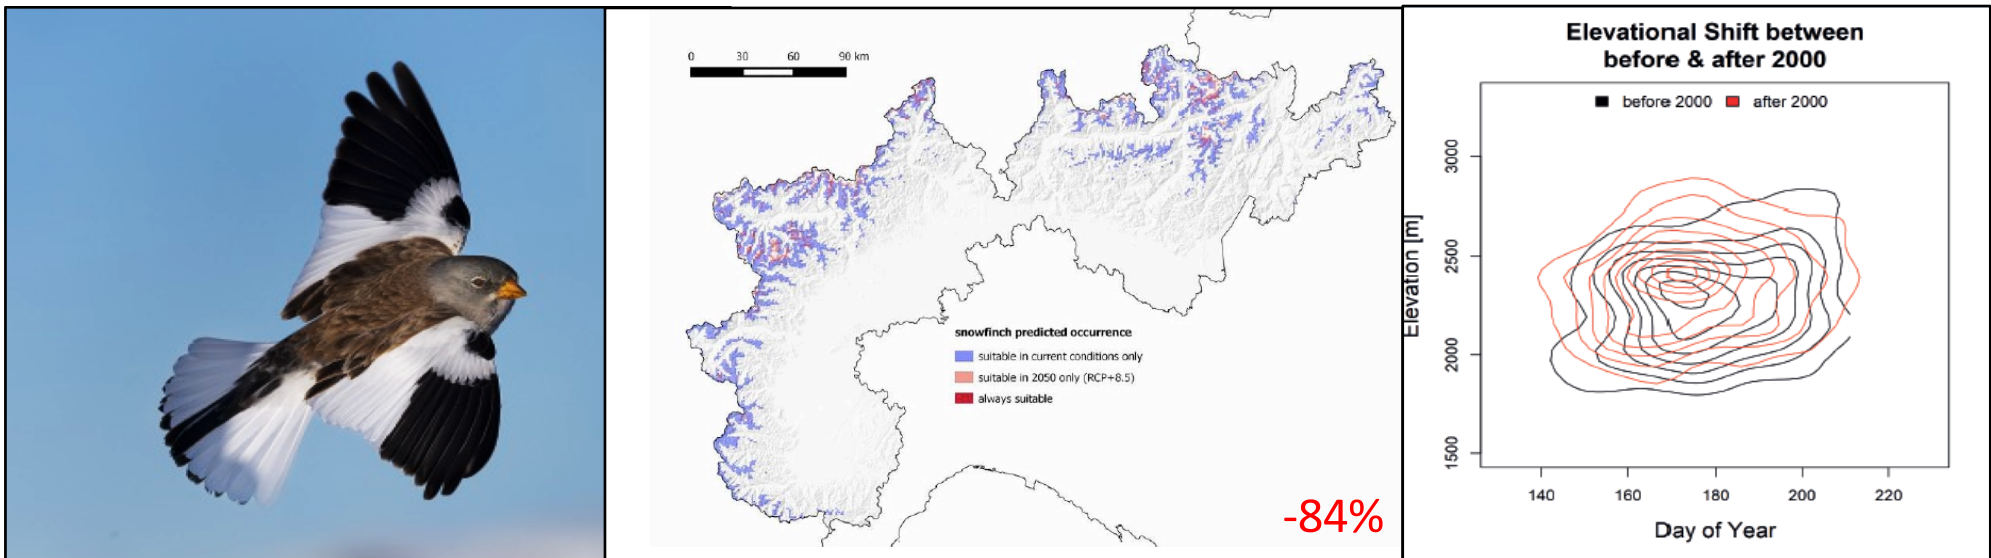 0 30 60 90 km
snowfinch predicted occurrence
suitable in current conditions only
suitable in 2050 only (RCP+8.5)
always suitable
-84%
Elevational Shift between
before & after 2000
before 2000 after 2000
Elevation [m]
3000
2500
2000
1500
140 160 180 200 220
Day of Year